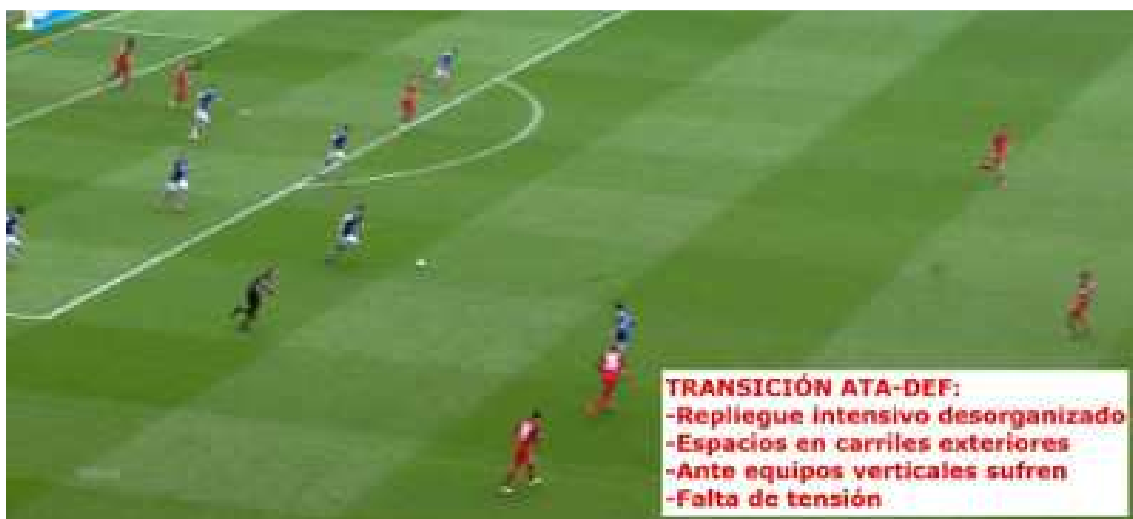 TRANSICIÓN ATA-DEF:
-Repliegue intensivo desorganizado
-Espacios en carriles exteriores
-Ante equipos verticales sufren
-Falta de tensión